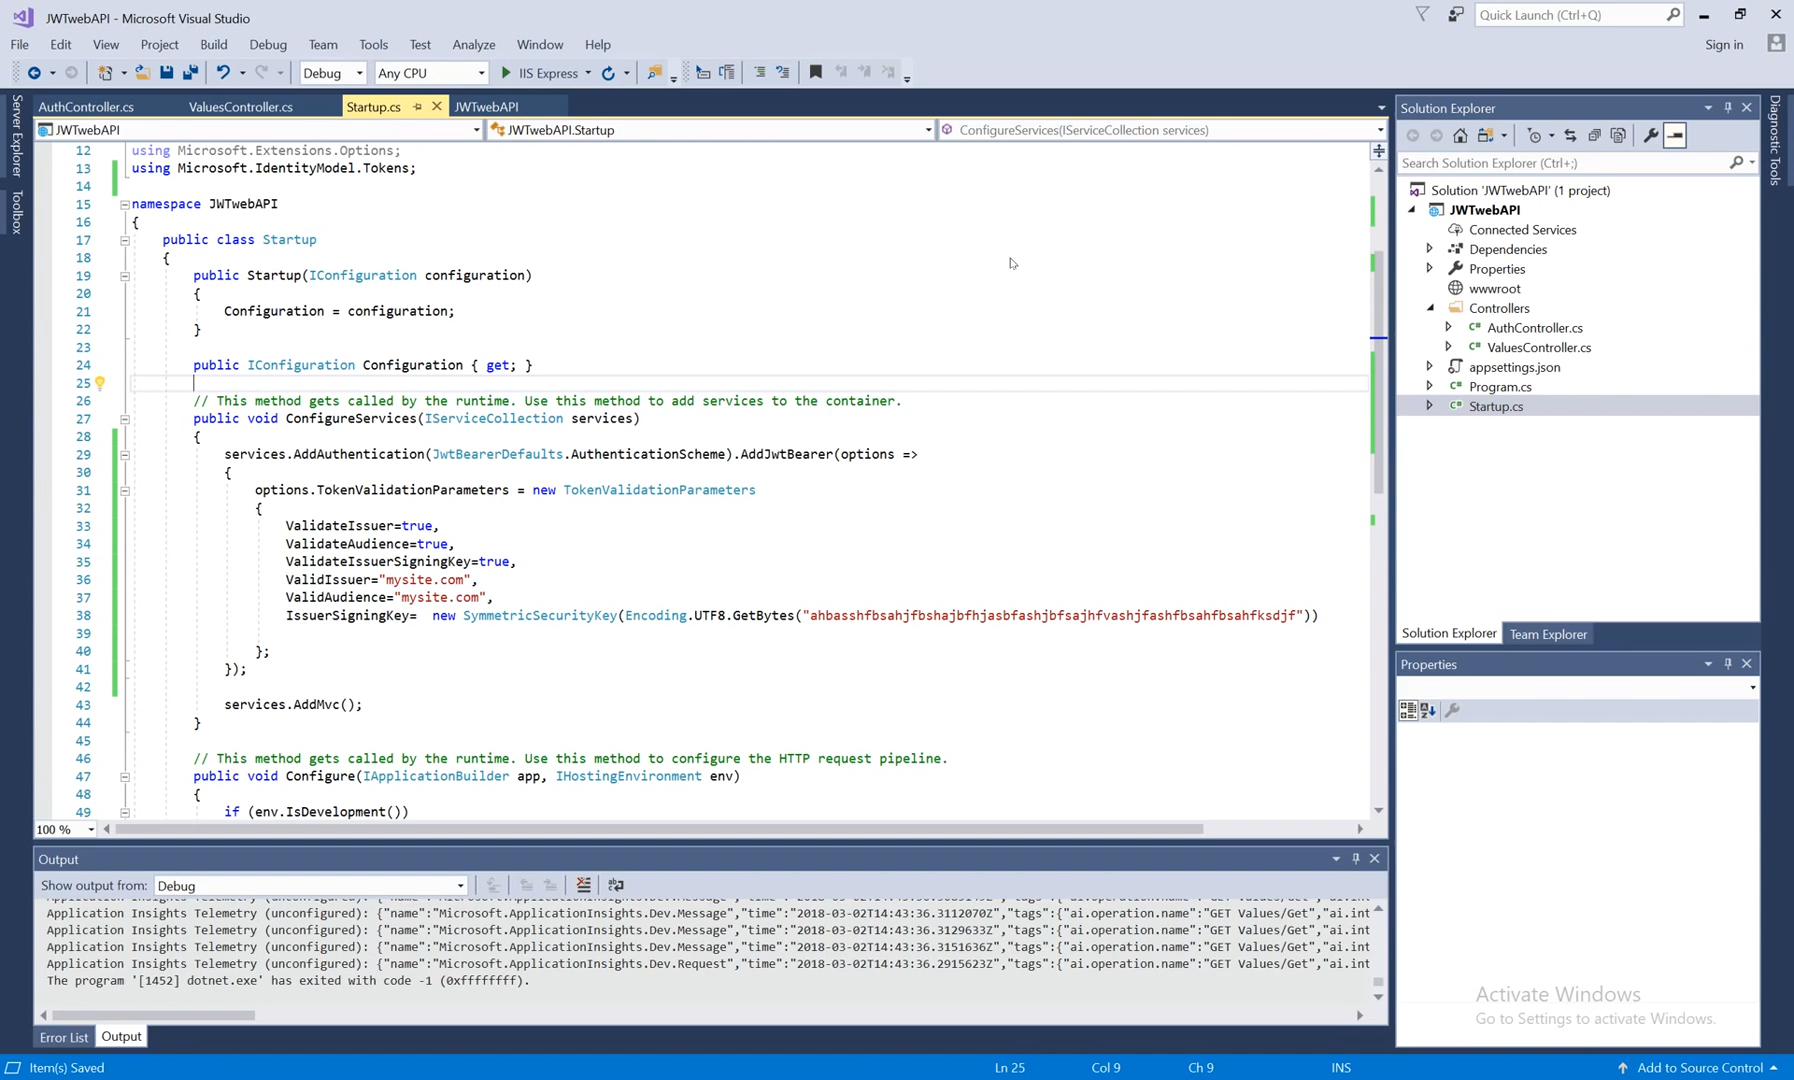 JWTwebAPI - Microsoft Visual Studio
Quick Launch (Ctrl+Q)
File Edit View Project Build Debug Team Tools Test Analyze Window Help
Sign in
Debug Any CPU IIS Express
Server Explorer
Toolbox
AuthController.cs ValuesController.cs Startup.cs JWTwebAPI
JWTwebAPI JWTwebAPI.Startup ConfigureServices(IServiceCollection services)
12 using Microsoft.Extensions.Options;
13 using Microsoft.IdentityModel.Tokens;
14
15 namespace JWTwebAPI
16 {
17 public class Startup
18 {
19 public Startup(IConfiguration configuration)
20 {
21 Configuration = configuration;
22 }
23
24 public IConfiguration Configuration { get; }
25
26 // This method gets called by the runtime. Use this method to add services to the container.
27 public void ConfigureServices(IServiceCollection services)
28 {
29 services.AddAuthentication(JwtBearerDefaults.AuthenticationScheme).AddJwtBearer(options =>
30 {
31 options.TokenValidationParameters = new TokenValidationParameters
32 {
33 ValidateIssuer=true,
34 ValidateAudience=true,
35 ValidateIssuerSigningKey=true,
36 ValidIssuer="mysite.com",
37 ValidAudience="mysite.com",
38 IssuerSigningKey= new SymmetricSecurityKey(Encoding.UTF8.GetBytes("ahbasshfbsahjfbshajbfhjasbfashjbfsajhfvashjfashfbsahfbsahfksdjf"))
39
40 };
41 });
42
43 services.AddMvc();
44 }
45
46 // This method gets called by the runtime. Use this method to configure the HTTP request pipeline.
47 public void Configure(IApplicationBuilder app, IHostingEnvironment env)
48 {
49 if (env.IsDevelopment())
100 %
Output
Show output from: Debug
Application Insights Telemetry (unconfigured): {"name":"Microsoft.ApplicationInsights.Dev.Message","time":"2018-03-02T14:43:36.3112070Z","tags":{"ai.operation.name":"GET Values/Get","ai.int
Application Insights Telemetry (unconfigured): {"name":"Microsoft.ApplicationInsights.Dev.Message","time":"2018-03-02T14:43:36.3129633Z","tags":{"ai.operation.name":"GET Values/Get","ai.int
Application Insights Telemetry (unconfigured): {"name":"Microsoft.ApplicationInsights.Dev.Message","time":"2018-03-02T14:43:36.3151636Z","tags":{"ai.operation.name":"GET Values/Get","ai.int
Application Insights Telemetry (unconfigured): {"name":"Microsoft.ApplicationInsights.Dev.Request","time":"2018-03-02T14:43:36.2915623Z","tags":{"ai.operation.name":"GET Values/Get","ai.int
The program '[1452] dotnet.exe' has exited with code -1 (0xffffffff).
Error List Output
Solution Explorer
Search Solution Explorer (Ctrl+;)
Solution 'JWTwebAPI' (1 project)
JWTwebAPI
Connected Services
Dependencies
Properties
wwwroot
Controllers
AuthController.cs
ValuesController.cs
appsettings.json
Program.cs
Startup.cs
Solution Explorer Team Explorer
Properties
Diagnostic Tools
Activate Windows
Go to Settings to activate Windows.
Item(s) Saved Ln 25 Col 9 Ch 9 INS Add to Source Control